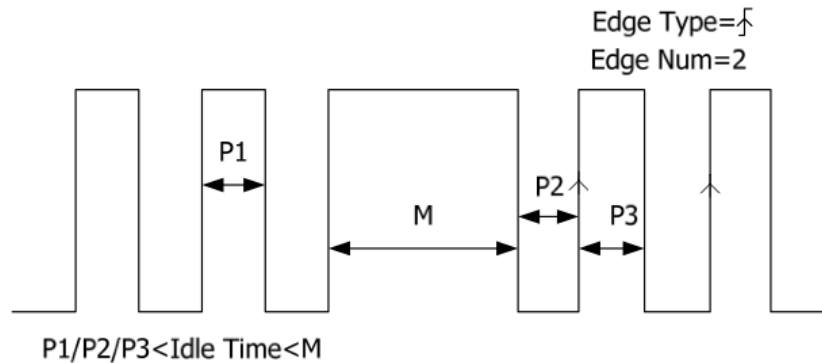 Edge Type=
Edge Num=2
P1
P2
P3
M
P1/P2/P3<Idle Time<M